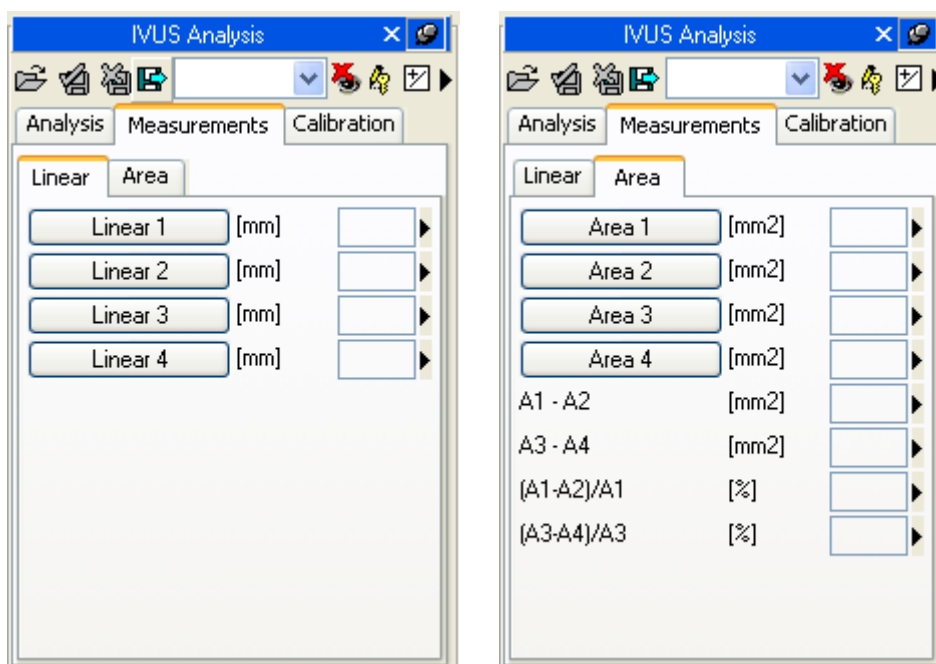 IVUS Analysis
Analysis Measurements Calibration
Linear Area
Linear 1 [mm]
Linear 2 [mm]
Linear 3 [mm]
Linear 4 [mm]
IVUS Analysis
Analysis Measurements Calibration
Linear Area
Area 1 [mm2]
Area 2 [mm2]
Area 3 [mm2]
Area 4 [mm2]
A1 - A2 [mm2]
A3 - A4 [mm2]
(A1-A2)/A1 [%]
(A3-A4)/A3 [%]